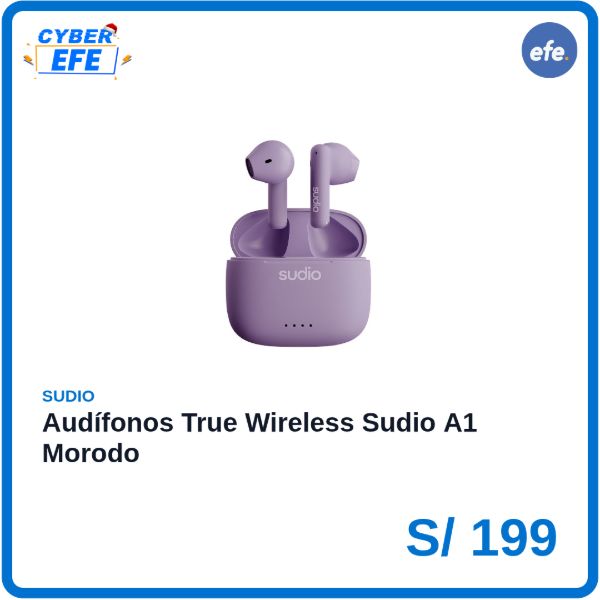 CYBER
EFE
efe.
sudio
sudio
SUDIO
Audífonos True Wireless Sudio A1
Morodo
S/ 199